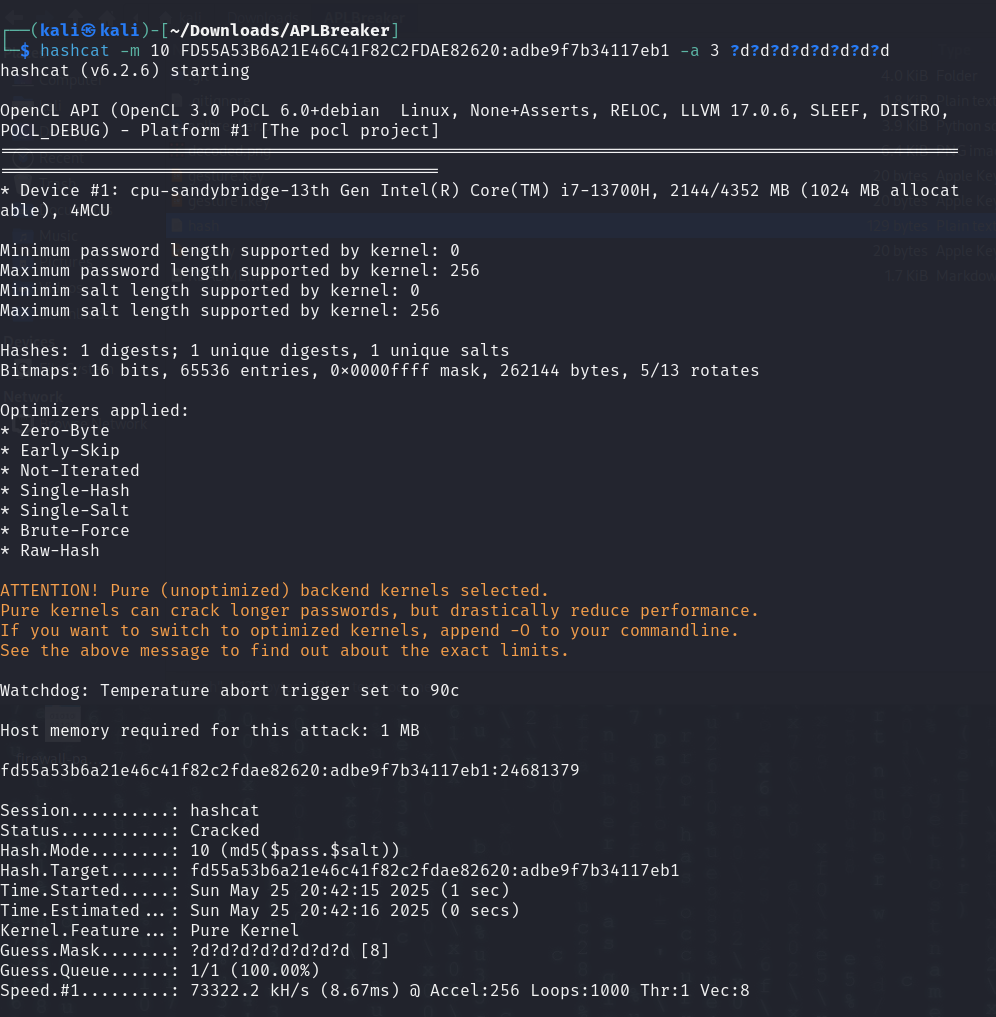 ┌──(kali㉿kali)-[~/Downloads/APLBreaker]
└─$ hashcat -m 10 FD55A53B6A21E46C41F82C2FDAE82620:adbe9f7b34117eb1 -a 3 ?d?d?d?d?d?d?d?d
hashcat (v6.2.6) starting
OpenCL API (OpenCL 3.0 PoCL 6.0+debian  Linux, None+Asserts, RELOC, LLVM 17.0.6, SLEEF, DISTRO,
POCL_DEBUG) - Platform #1 [The pocl project]
================================================================================================
============================================
* Device #1: cpu-sandybridge-13th Gen Intel(R) Core(TM) i7-13700H, 2144/4352 MB (1024 MB allocat
able), 4MCU
Minimum password length supported by kernel: 0
Maximum password length supported by kernel: 256
Minimim salt length supported by kernel: 0
Maximum salt length supported by kernel: 256
Hashes: 1 digests; 1 unique digests, 1 unique salts
Bitmaps: 16 bits, 65536 entries, 0x0000ffff mask, 262144 bytes, 5/13 rotates
Optimizers applied:
* Zero-Byte
* Early-Skip
* Not-Iterated
* Single-Hash
* Single-Salt
* Brute-Force
* Raw-Hash
ATTENTION! Pure (unoptimized) backend kernels selected.
Pure kernels can crack longer passwords, but drastically reduce performance.
If you want to switch to optimized kernels, append -O to your commandline.
See the above message to find out about the exact limits.
Watchdog: Temperature abort trigger set to 90c
Host memory required for this attack: 1 MB
fd55a53b6a21e46c41f82c2fdae82620:adbe9f7b34117eb1:24681379
Session..........: hashcat
Status...........: Cracked
Hash.Mode........: 10 (md5($pass.$salt))
Hash.Target......: fd55a53b6a21e46c41f82c2fdae82620:adbe9f7b34117eb1
Time.Started.....: Sun May 25 20:42:15 2025 (1 sec)
Time.Estimated...: Sun May 25 20:42:16 2025 (0 secs)
Kernel.Feature...: Pure Kernel
Guess.Mask.......: ?d?d?d?d?d?d?d?d [8]
Guess.Queue......: 1/1 (100.00%)
Speed.#1.........: 73322.2 kH/s (8.67ms) @ Accel:256 Loops:1000 Thr:1 Vec:8